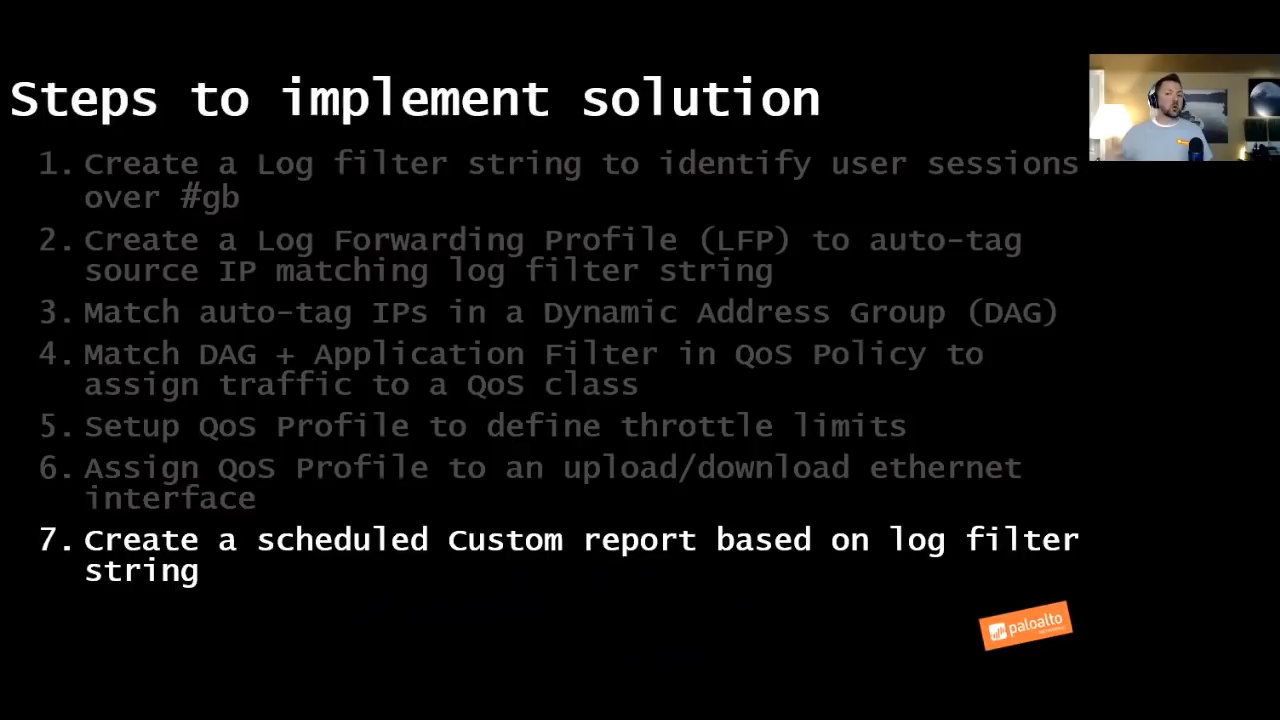 Steps to implement solution
1. Create a Log filter string to identify user sessions
over #gb
2. Create a Log Forwarding Profile (LFP) to auto-tag
source IP matching log filter string
3. Match auto-tag IPs in a Dynamic Address Group (DAG)
4. Match DAG + Application Filter in QoS Policy to
assign traffic to a QoS class
5. Setup QoS Profile to define throttle limits
6. Assign QoS Profile to an upload/download ethernet
interface
7. Create a scheduled Custom report based on log filter
string
paloalto